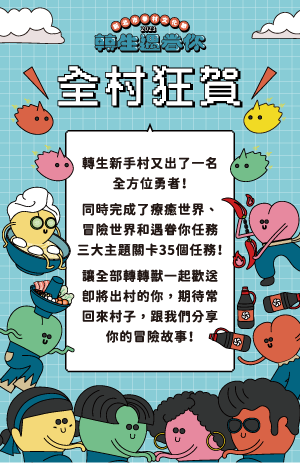 2023
轉生遇眷你
全村狂賀
轉生新手村又出了一名
全方位勇者！
同時完成了療癒世界、
冒險世界和遇眷你任務
三大主題關卡35個任務！
讓全部轉轉獸一起歡送
即將出村的你，期待常
回來村子，跟我們分享
你的冒險故事！